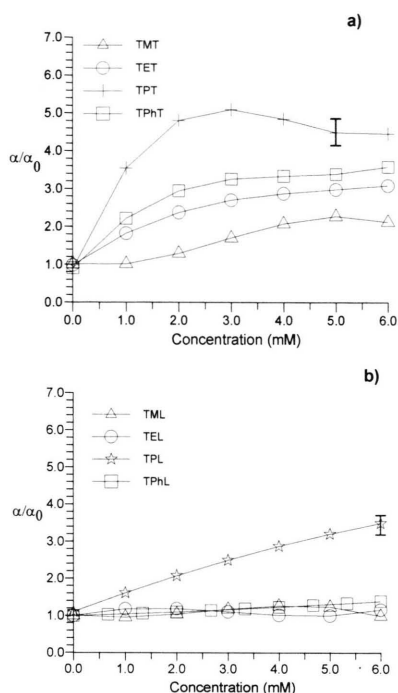 a)
7.0
TMT
6.0
TET
TPT
5.0
TPhT
4.0
α/α0
3.0
2.0
1.0
0.0
0.0 1.0 2.0 3.0 4.0 5.0 6.0
Concentration (mM)
b)
7.0
TML
6.0
TEL
TPL
5.0
TPhL
4.0
α/α0
3.0
2.0
1.0
0.0
0.0 1.0 2.0 3.0 4.0 5.0 6.0
Concentration (mM)